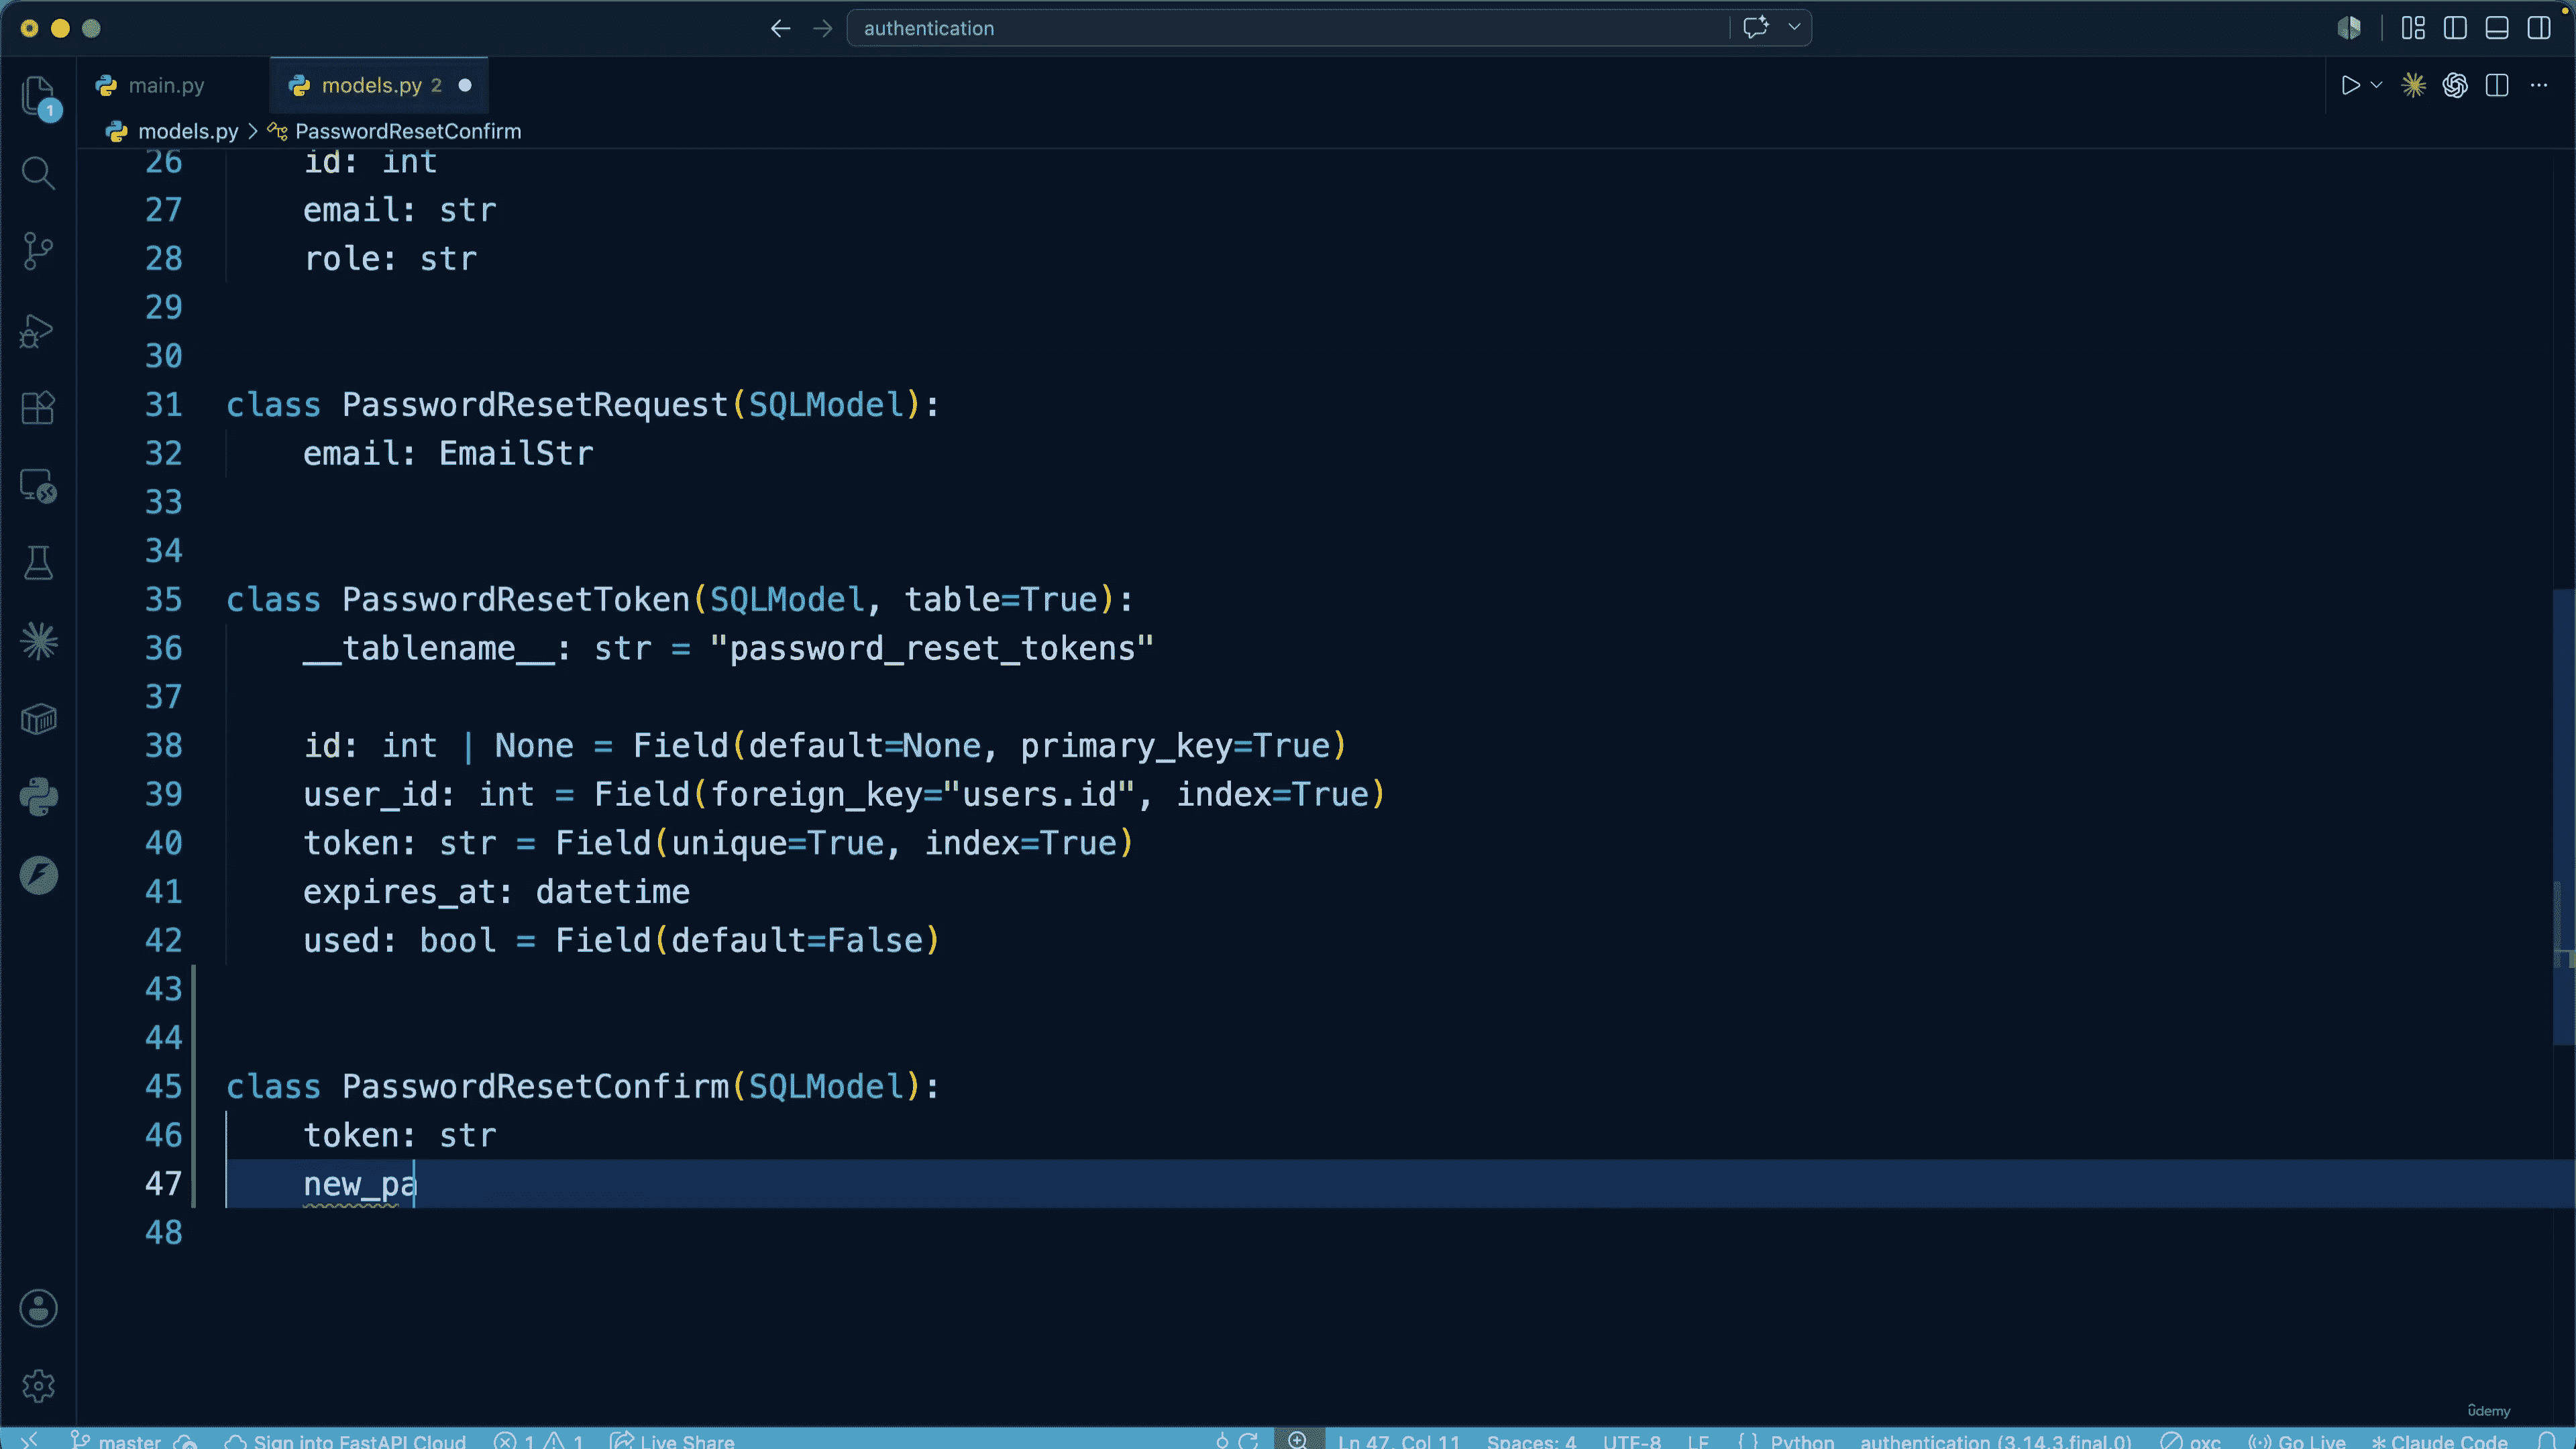 authentication
1
main.py
models.py 2
models.py > PasswordResetConfirm
26 id: int
27 email: str
28 role: str
29
30
31 class PasswordResetRequest(SQLModel):
32 email: EmailStr
33
34
35 class PasswordResetToken(SQLModel, table=True):
36 __tablename__: str = "password_reset_tokens"
37
38 id: int | None = Field(default=None, primary_key=True)
39 user_id: int = Field(foreign_key="users.id", index=True)
40 token: str = Field(unique=True, index=True)
41 expires_at: datetime
42 used: bool = Field(default=False)
43
44
45 class PasswordResetConfirm(SQLModel):
46 token: str
47 new_pa
48
ûdemy
master Sign into FastAPI Cloud 1 1 Live Share Ln 47, Col 11 Spaces: 4 UTF-8 LF {} Python authentication (3.14.3.final.0) oxc Go Live Claude Code